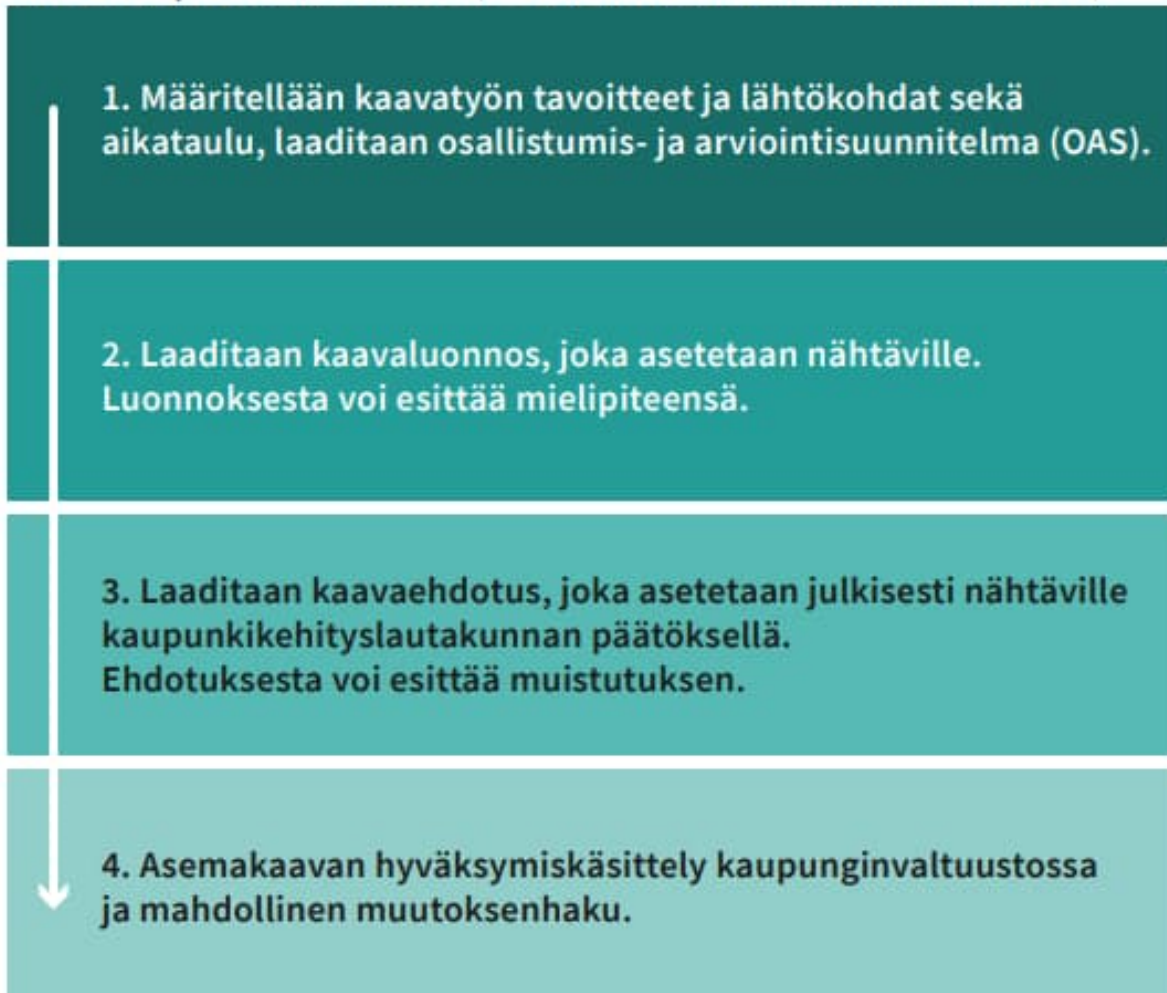 1. Määritellään kaavatyön tavoitteet ja lähtökohdat sekä
aikataulu, laaditaan osallistumis- ja arviointisuunnitelma (OAS).
2. Laaditaan kaavaluonnos, joka asetetaan nähtäville.
Luonnoksesta voi esittää mielipiteensä.
3. Laaditaan kaavaehdotus, joka asetetaan julkisesti nähtäville
kaupunkikehityslautakunnan päätöksellä.
Ehdotuksesta voi esittää muistutuksen.
4. Asemakaavan hyväksymiskäsittely kaupunginvaltuustossa
ja mahdollinen muutoksenhaku.